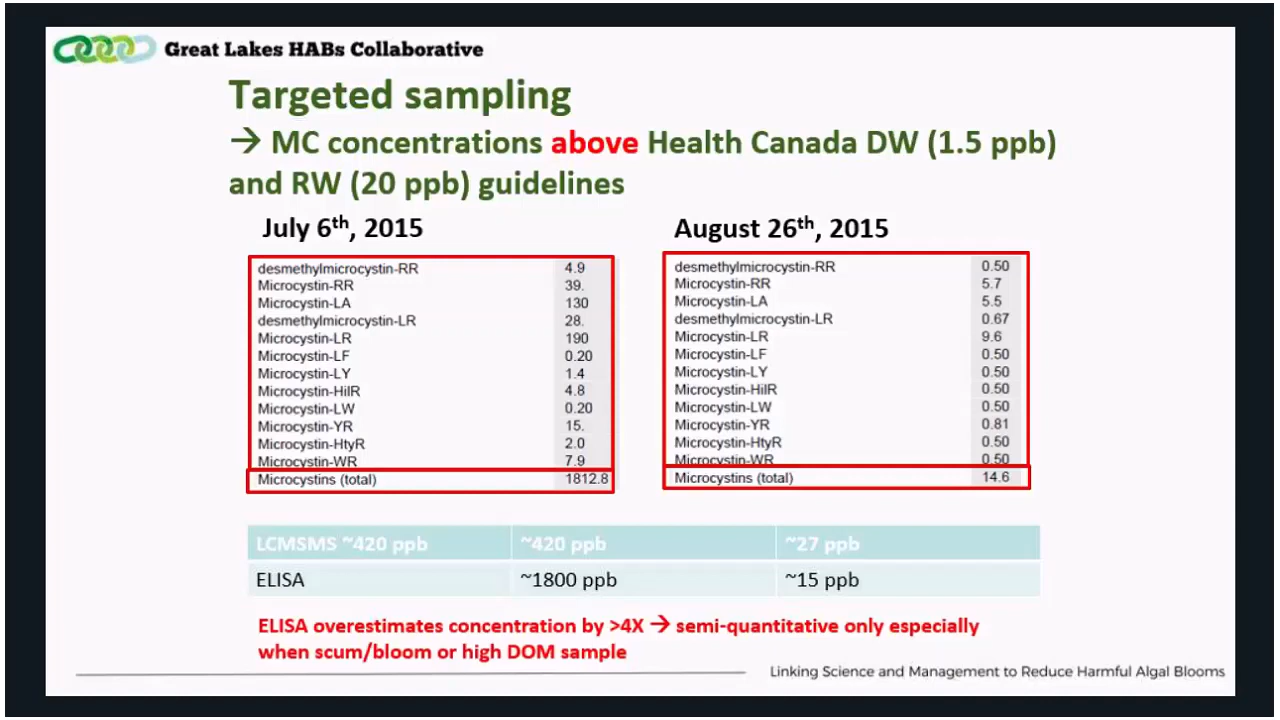 Great Lakes HABs Collaborative
Targeted sampling
→ MC concentrations above Health Canada DW (1.5 ppb)
and RW (20 ppb) guidelines
July 6th, 2015
desmethylmicrocystin-RR 4.9
Microcystin-RR 39.
Microcystin-LA 130
desmethylmicrocystin-LR 28.
Microcystin-LR 190
Microcystin-LF 0.20
Microcystin-LY 1.4
Microcystin-HilR 4.8
Microcystin-LW 0.20
Microcystin-YR 15.
Microcystin-HtyR 2.0
Microcystin-WR 7.9
Microcystins (total) 1812.8
August 26th, 2015
desmethylmicrocystin-RR 0.50
Microcystin-RR 5.7
Microcystin-LA 5.5
desmethylmicrocystin-LR 0.67
Microcystin-LR 9.6
Microcystin-LF 0.50
Microcystin-LY 0.50
Microcystin-HilR 0.50
Microcystin-LW 0.50
Microcystin-YR 0.81
Microcystin-HtyR 0.50
Microcystin-WR 0.50
Microcystins (total) 14.6
LCMSMS ~420 ppb ~420 ppb ~27 ppb
ELISA ~1800 ppb ~15 ppb
ELISA overestimates concentration by >4X → semi-quantitative only especially
when scum/bloom or high DOM sample
Linking Science and Management to Reduce Harmful Algal Blooms